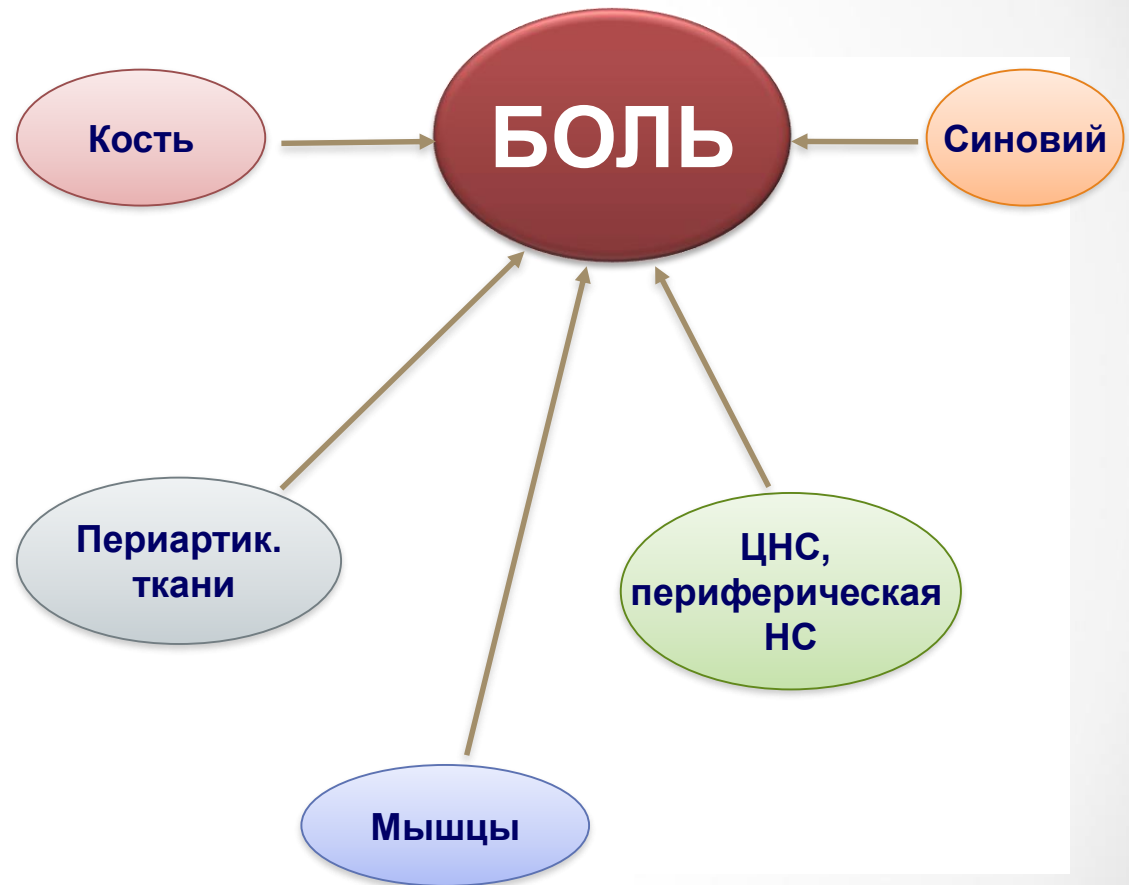 БОЛЬ
Кость
Синовий
Периартик.
ткани
ЦНС,
периферическая
НС
Мышцы